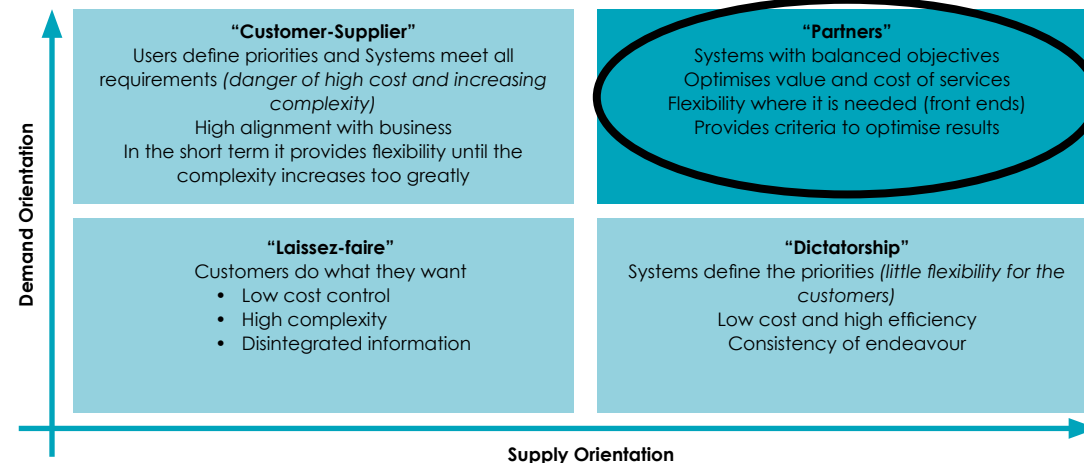 “Customer-Supplier”
Users define priorities and Systems meet all
requirements (danger of high cost and increasing
complexity)
High alignment with business
In the short term it provides flexibility until the
complexity increases too greatly
“Partners”
Systems with balanced objectives
Optimises value and cost of services
Flexibility where it is needed (front ends)
Provides criteria to optimise results
Demand Orientation
“Laissez-faire”
Customers do what they want
• Low cost control
• High complexity
• Disintegrated information
“Dictatorship”
Systems define the priorities (little flexibility for the
customers)
Low cost and high efficiency
Consistency of endeavour
Supply Orientation